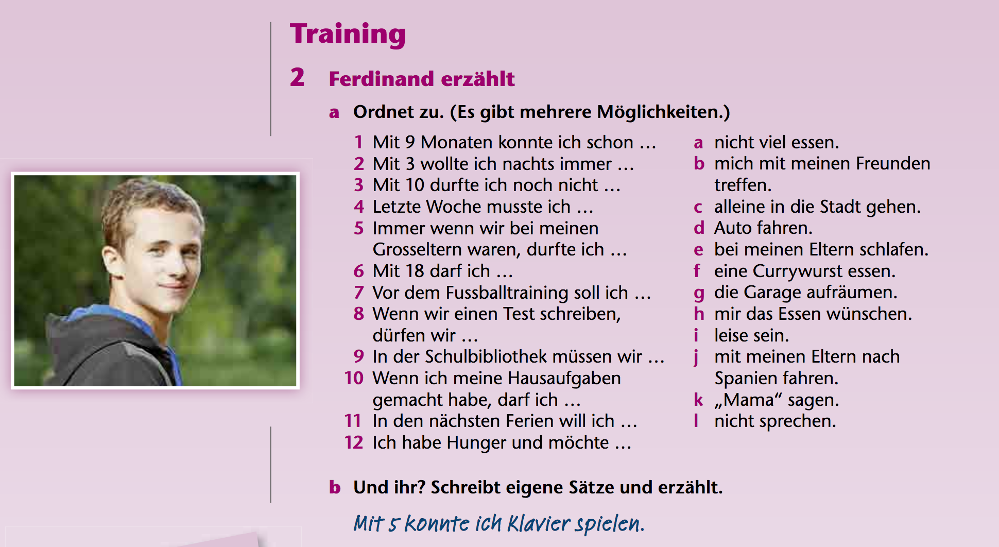 Training
2 Ferdinand erzählt
a Ordnet zu. (Es gibt mehrere Möglichkeiten.)
1 Mit 9 Monaten konnte ich schon …
2 Mit 3 wollte ich nachts immer …
3 Mit 10 durfte ich noch nicht …
4 Letzte Woche musste ich …
5 Immer wenn wir bei meinen
Grosseltern waren, durfte ich …
6 Mit 18 darf ich …
7 Vor dem Fussballtraining soll ich …
8 Wenn wir einen Test schreiben,
dürfen wir …
9 In der Schulbibliothek müssen wir …
10 Wenn ich meine Hausaufgaben
gemacht habe, darf ich …
11 In den nächsten Ferien will ich …
12 Ich habe Hunger und möchte …
a nicht viel essen.
b mich mit meinen Freunden
treffen.
c alleine in die Stadt gehen.
d Auto fahren.
e bei meinen Eltern schlafen.
f eine Currywurst essen.
g die Garage aufräumen.
h mir das Essen wünschen.
i leise sein.
j mit meinen Eltern nach
Spanien fahren.
k „Mama“ sagen.
l nicht sprechen.
b Und ihr? Schreibt eigene Sätze und erzählt.
Mit 5 konnte ich Klavier spielen.